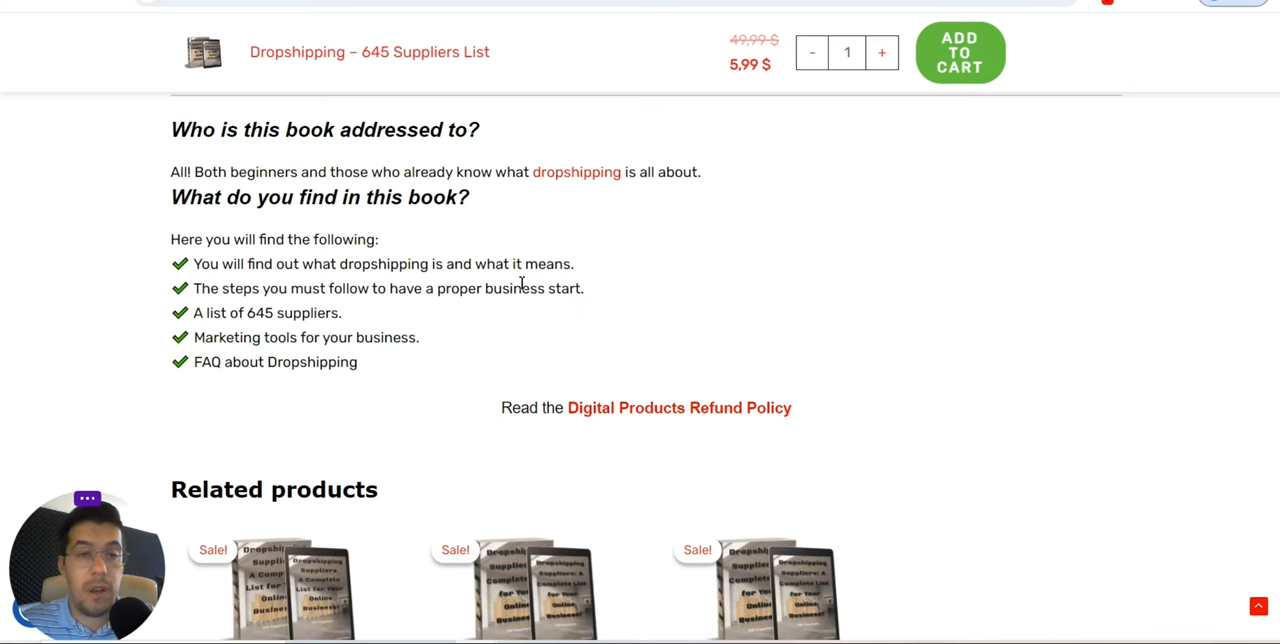 Dropshipping – 645 Suppliers List
49,99 $
5,99 $
- 1 +
ADD
TO
CART
Who is this book addressed to?
All! Both beginners and those who already know what dropshipping is all about.
What do you find in this book?
Here you will find the following:
You will find out what dropshipping is and what it means.
The steps you must follow to have a proper business start.
A list of 645 suppliers.
Marketing tools for your business.
FAQ about Dropshipping
Read the Digital Products Refund Policy
Related products
Sale!
Sale!
Sale!